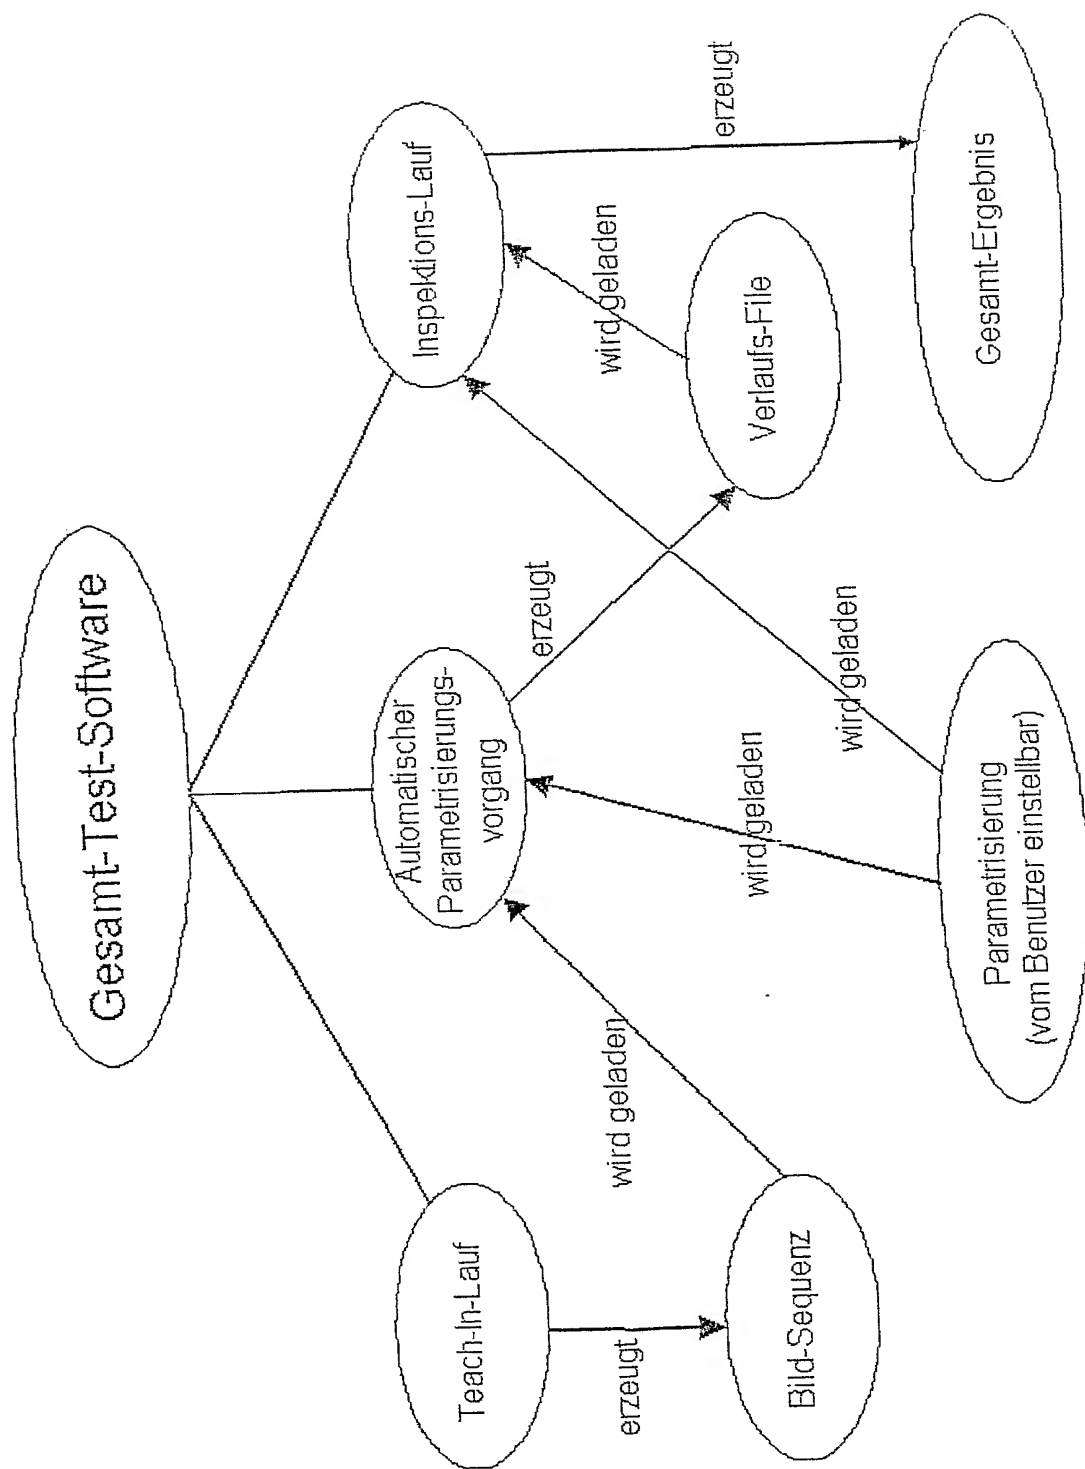 Gesamt-Test-Software
Teach-In-Lauf
Automatischer
Parametrisierungs-
vorgang
Inspektions-Lauf
erzeugt
wird geladen
erzeugt
wird geladen
erzeugt
Bild-Sequenz
wird geladen
wird geladen
Verlaufs-File
Parametrisierung
(vom Benutzer einstellbar)
Gesamt-Ergebnis